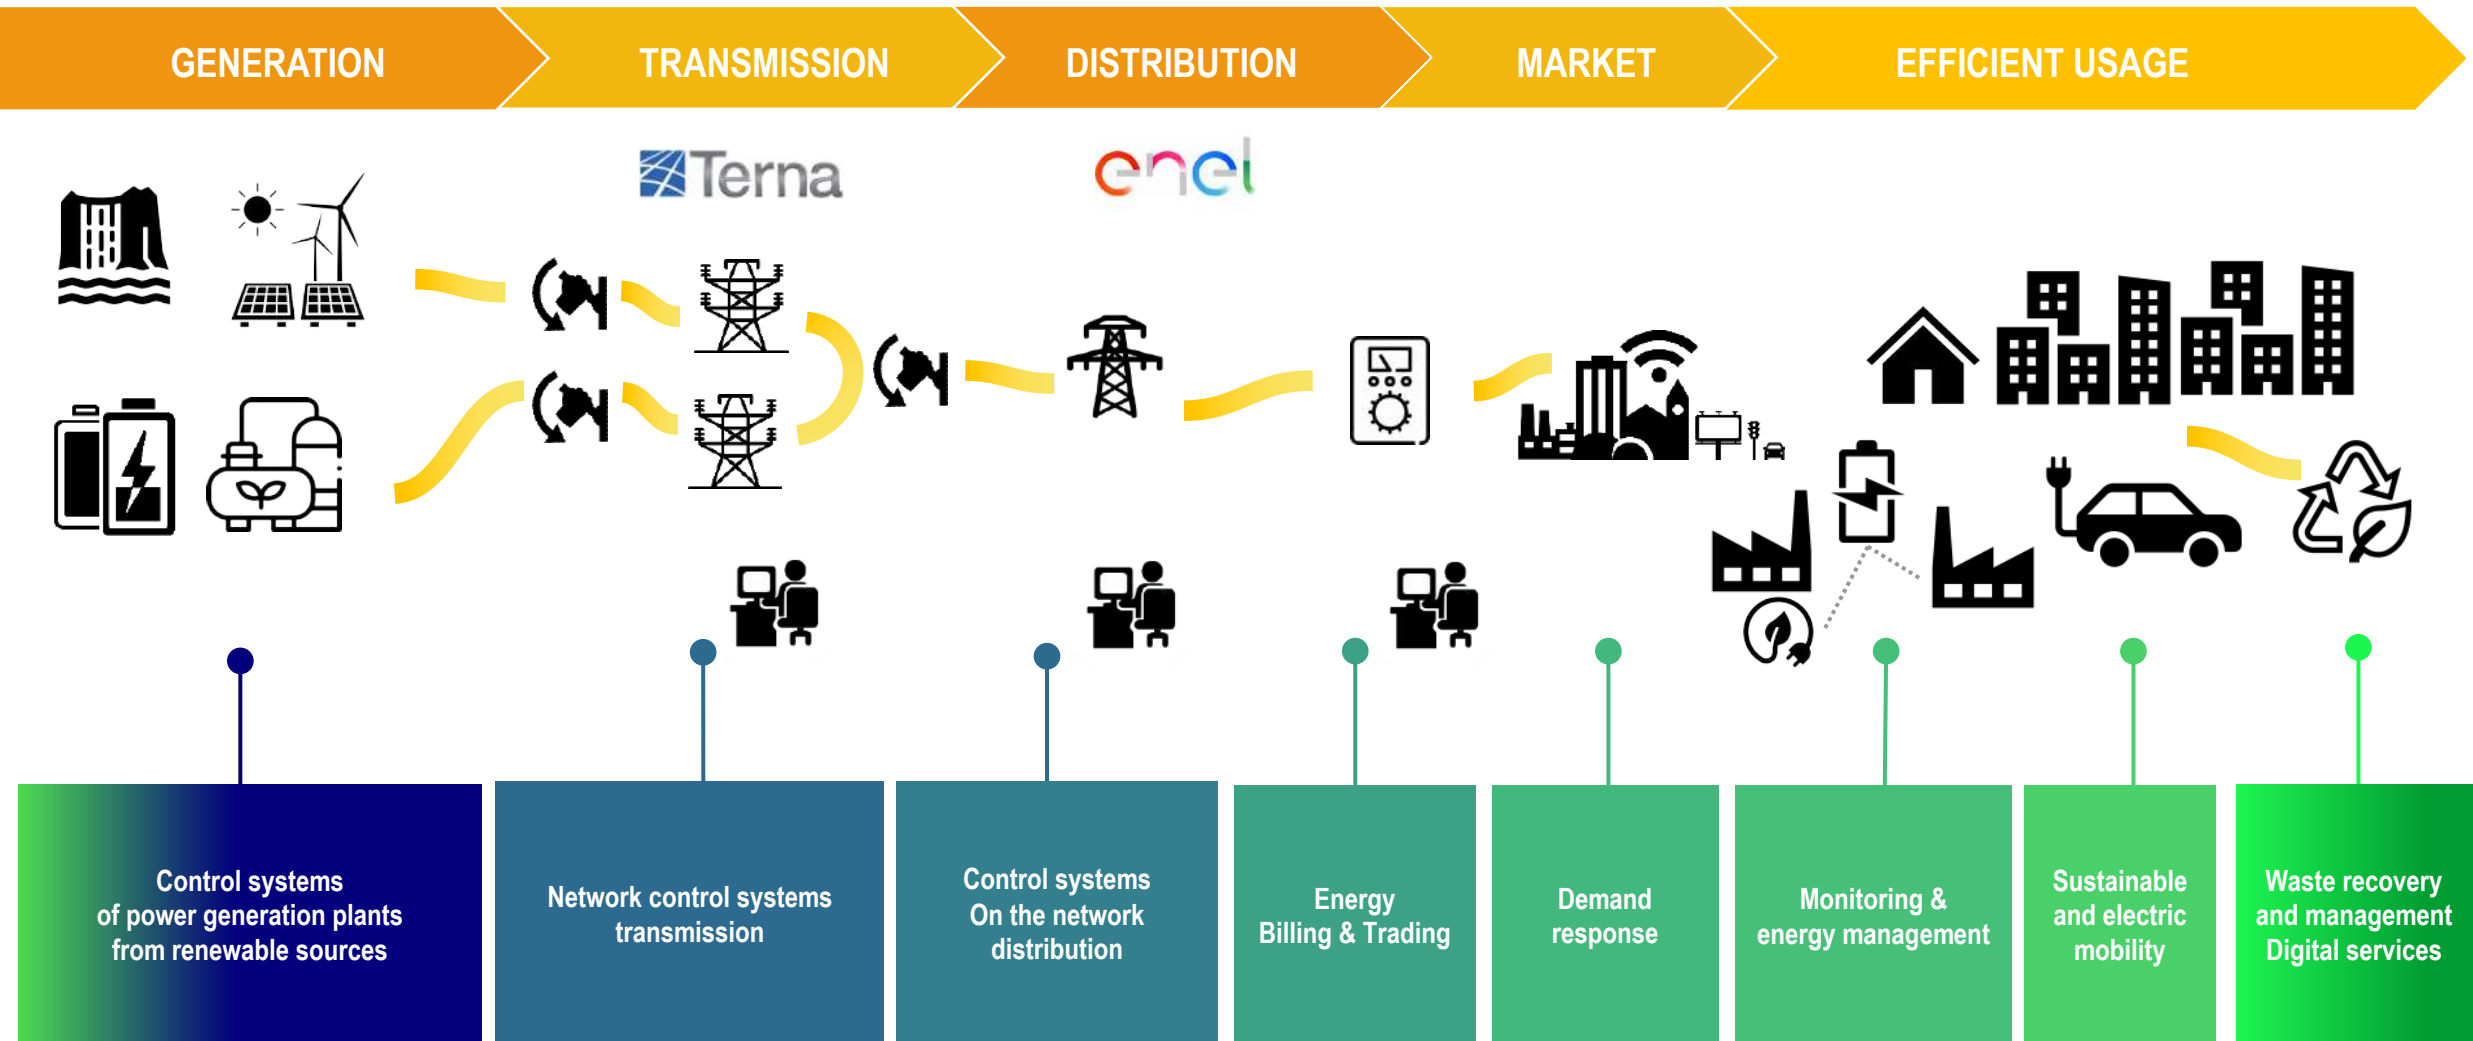 GENERATION
TRANSMISSION
DISTRIBUTION
MARKET
EFFICIENT USAGE
Terna
enel
Control systems
of power generation plants
from renewable sources
Network control systems
transmission
Control systems
On the network
distribution
Energy
Billing & Trading
Demand
response
Monitoring &
energy management
Sustainable
and electric
mobility
Waste recovery
and management
Digital services